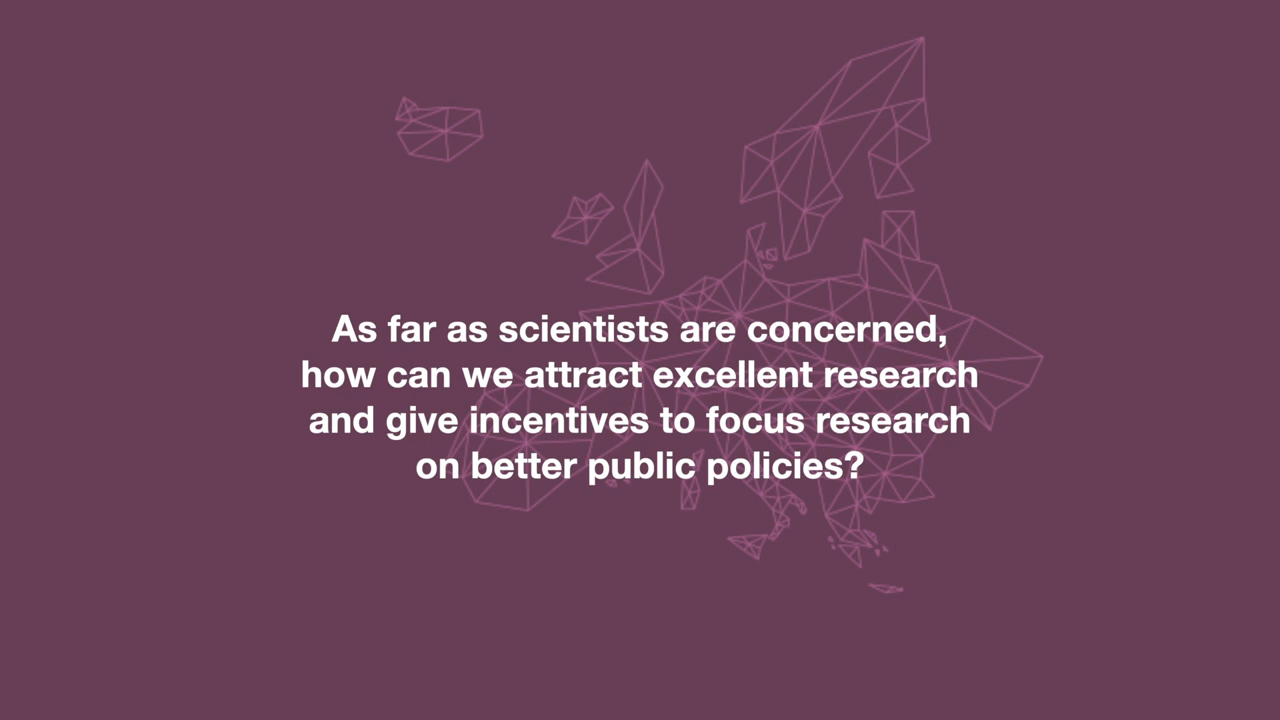 As far as scientists are concerned,
how can we attract excellent research
and give incentives to focus research
on better public policies?